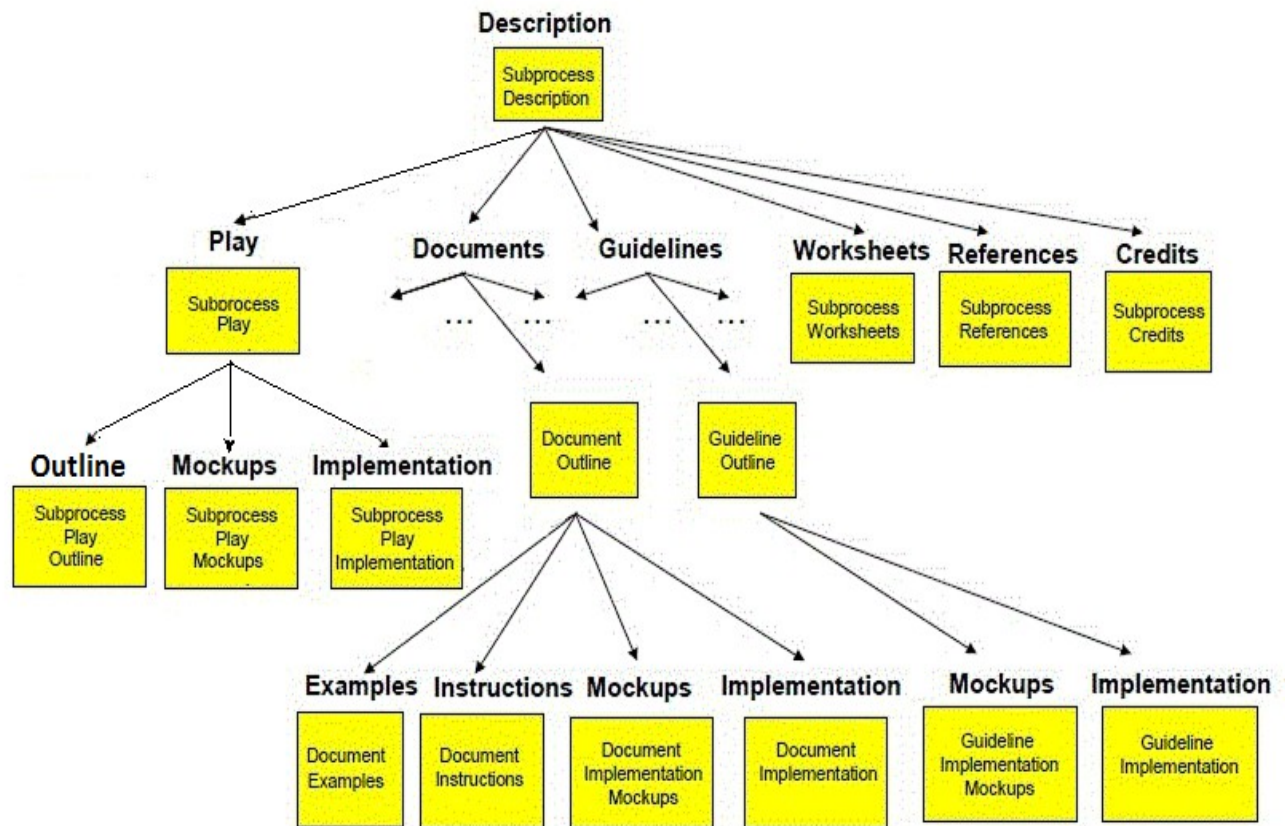 Description
Subprocess
Description
Play
Documents
Guidelines
Worksheets
References
Credits
Subprocess
Play
... ... ... ...
Subprocess
Worksheets
Subprocess
References
Subprocess
Credits
Document
Outline
Guideline
Outline
Outline
Mockups
Implementation
Subprocess
Play
Outline
Subprocess
Play
Mockups
Subprocess
Play
Implementation
Examples
Instructions
Mockups
Implementation
Mockups
Implementation
Document
Examples
Document
Instructions
Document
Implementation
Mockups
Document
Implementation
Guideline
Implementation
Mockups
Guideline
Implementation